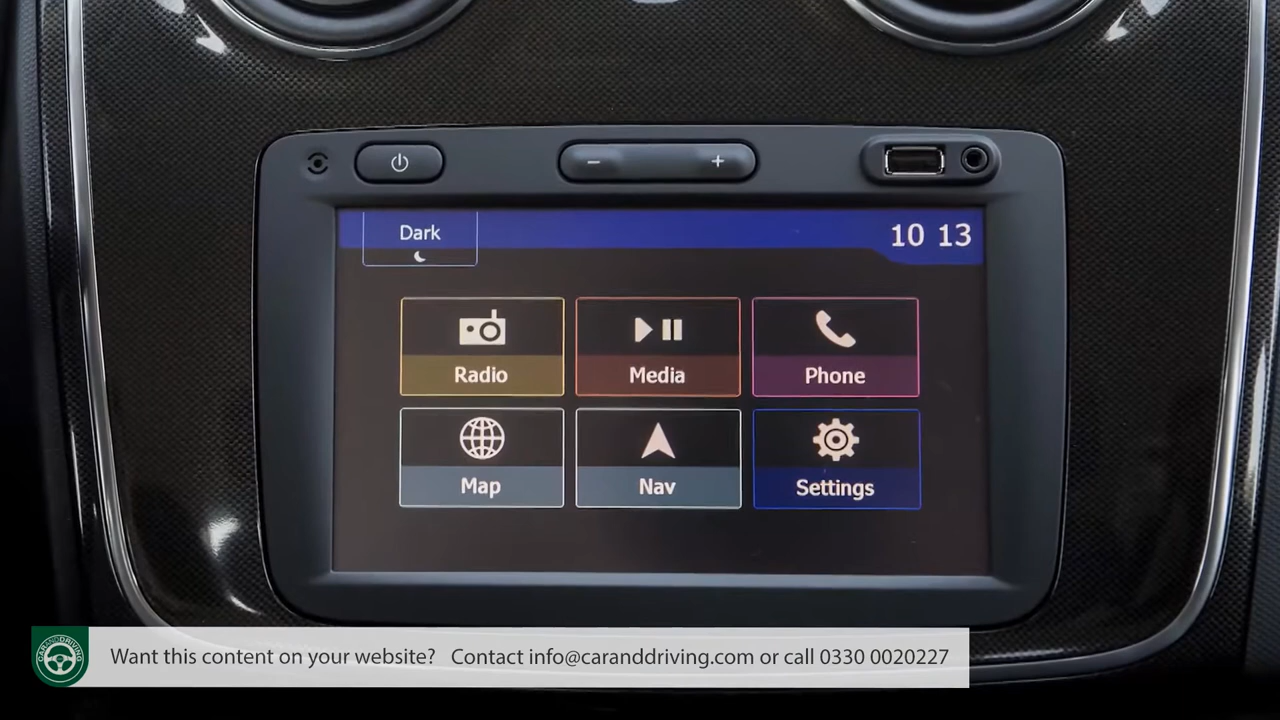 − +
Dark
10 13
Radio
Media
Phone
Map
Nav
Settings
CARANDDRIVING
Want this content on your website? Contact info@caranddriving.com or call 0330 0020227